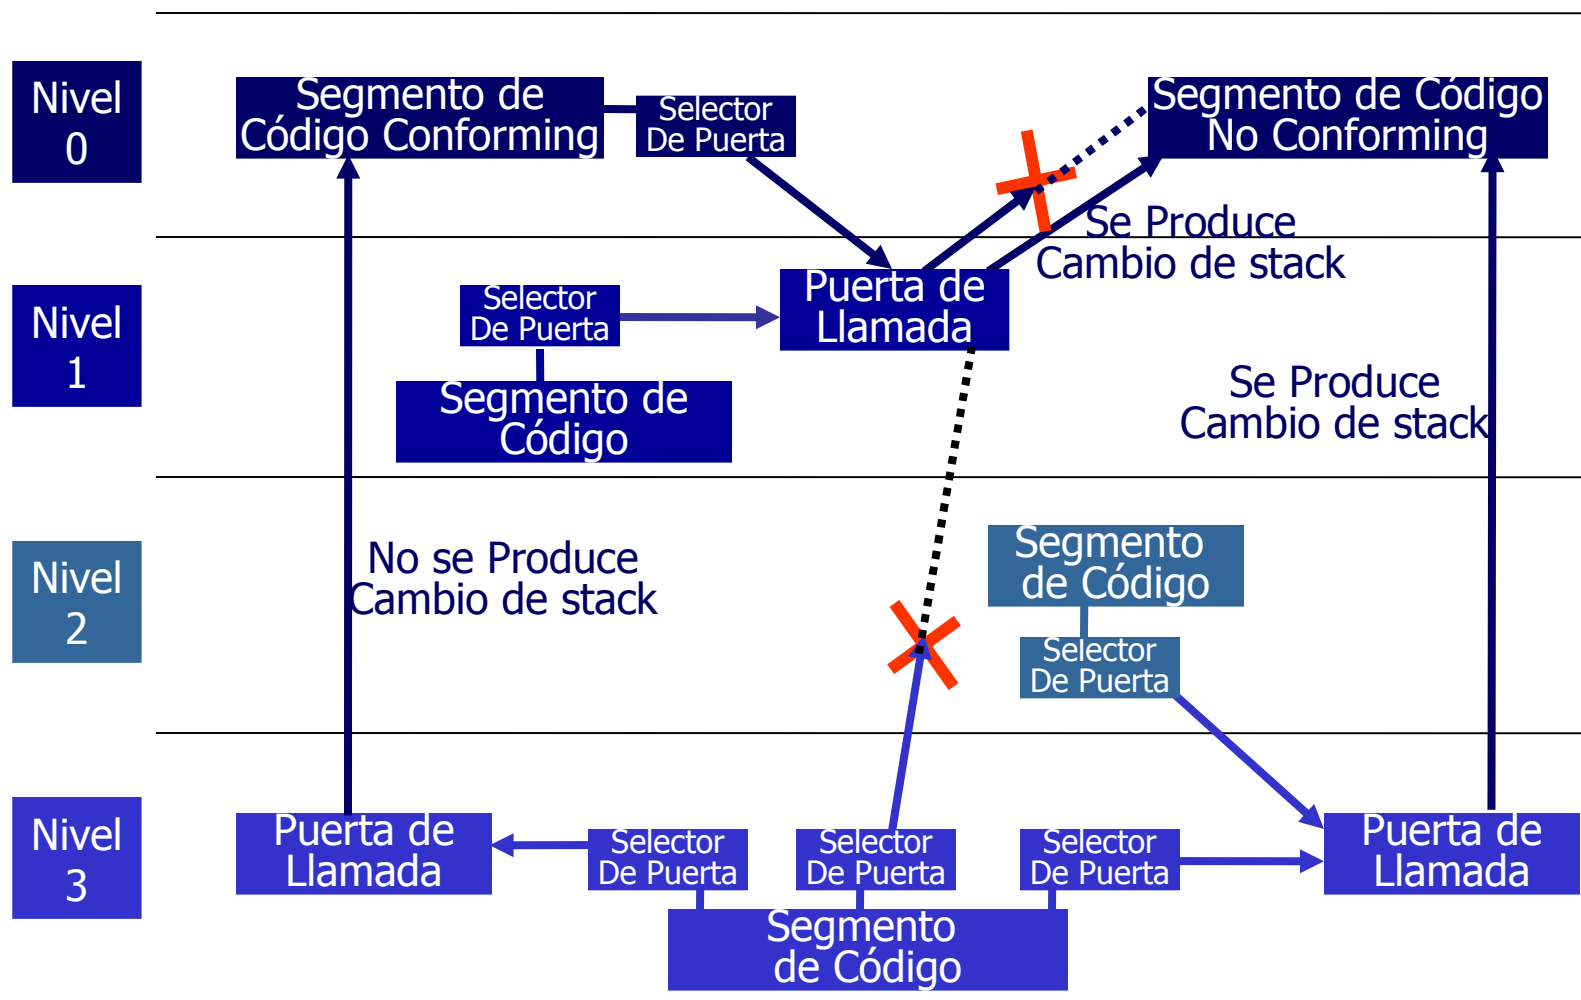 Nivel
0
Segmento de
Código Conforming
Selector
De Puerta
Segmento de Código
No Conforming
Se Produce
Cambio de stack
Nivel
1
Selector
De Puerta
Puerta de
Llamada
Segmento de
Código
Se Produce
Cambio de stack
Nivel
2
No se Produce
Cambio de stack
Segmento
de Código
Selector
De Puerta
Nivel
3
Puerta de
Llamada
Selector
De Puerta
Selector
De Puerta
Selector
De Puerta
Puerta de
Llamada
Segmento
de Código